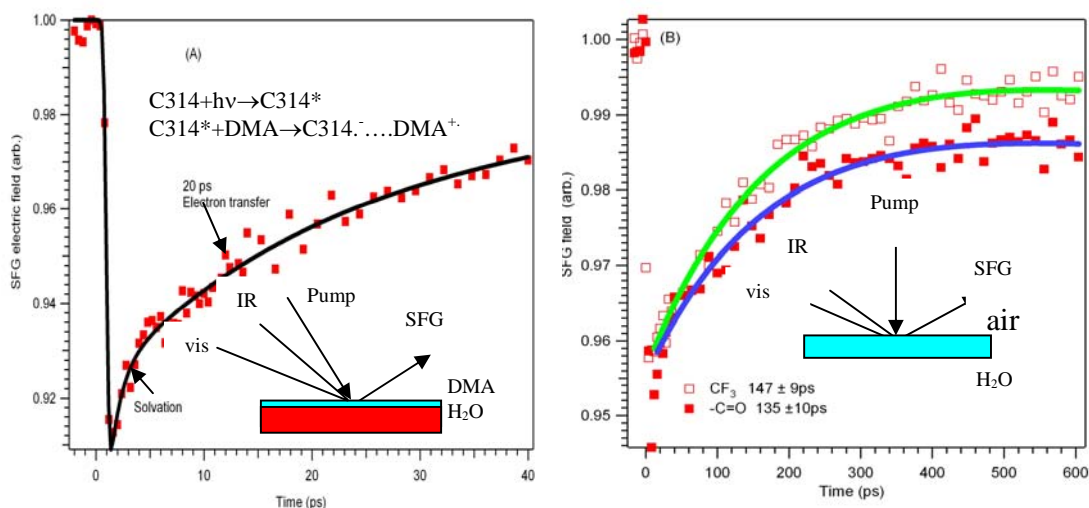 (A)
C314+hν→C314*
C314*+DMA→C314.⁻….DMA⁺·
20 ps
Electron transfer
Solvation
IR
Pump
vis
SFG
DMA
H₂O
SFG electric field (arb.)
1.00
0.98
0.96
0.94
0.92
0
10
20
30
40
Time (ps)
(B)
Pump
IR
SFG
vis
air
H₂O
CF₃ 147 ± 9ps
-C=O 135 ±10ps
SFG field (arb.)
1.00
0.99
0.98
0.97
0.96
0.95
0
100
200
300
400
500
600
Time (ps)